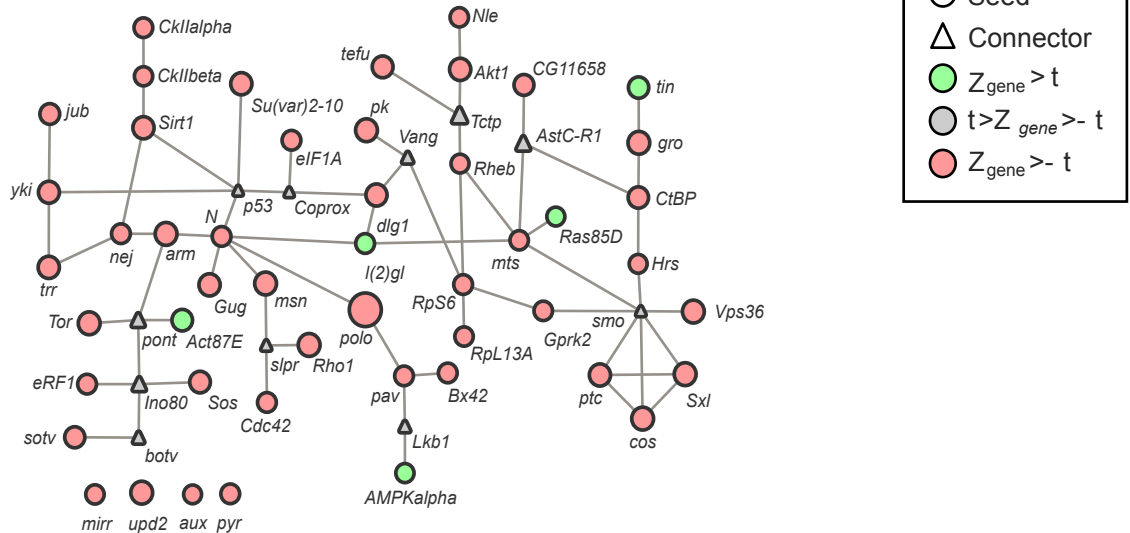 Nle
CkIIalpha
tefu
CkIIbeta
Akt1
CG11658
tin
jub
Su(var)2-10
pk
Sirt1
Vang
Tctp
AstC-R1
gro
eIF1A
Rheb
yki
p53
Coprox
CtBP
N
dlg1
Ras85D
nej
arm
mts
trr
l(2)gl
Hrs
Gug
msn
RpS6
smo
Vps36
Tor
pont
Act87E
polo
Gprk2
slpr
Rho1
RpL13A
eRF1
Ino80
Sos
pav
Bx42
ptc
Sxl
Cdc42
sotv
botv
Lkb1
cos
AMPKalpha
mirr
upd2
aux
pyr
Connector
Zgene > t
t>Z gene >- t
Zgene >- t